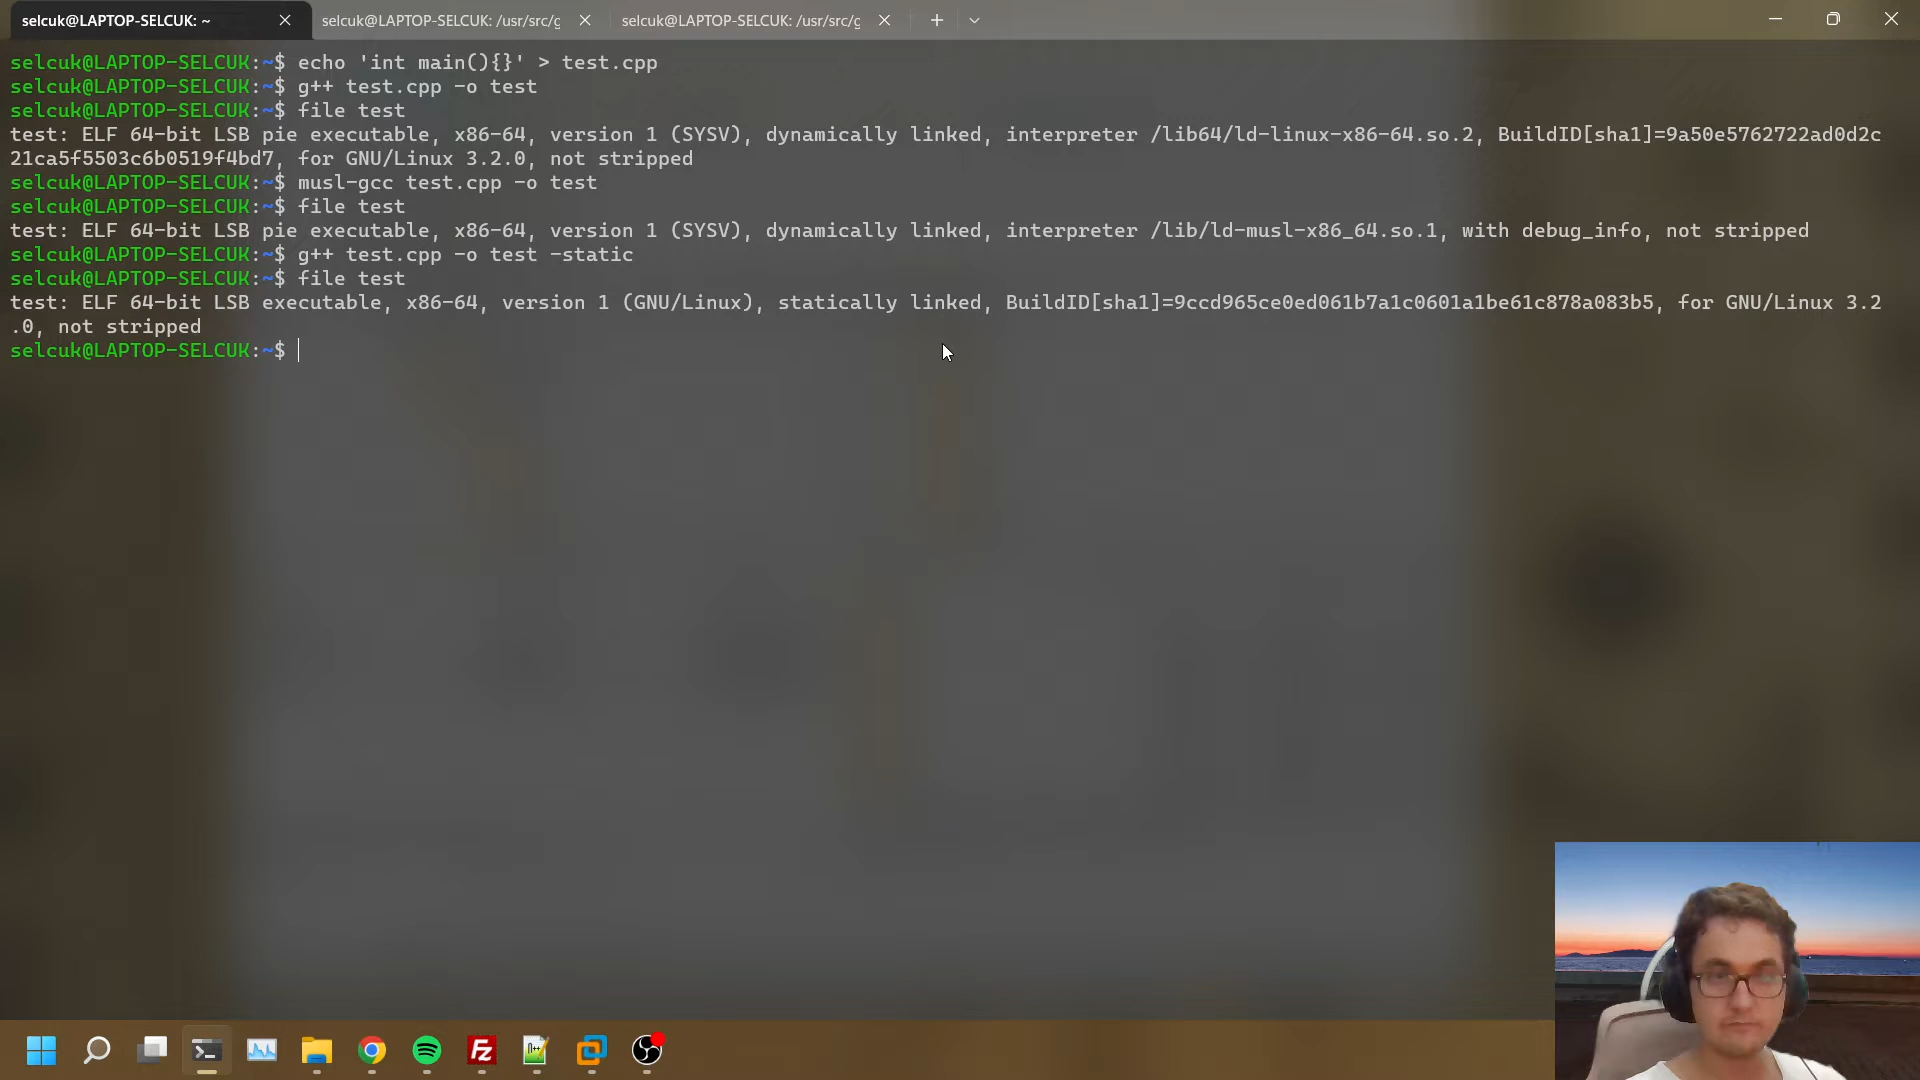 selcuk@LAPTOP-SELCUK: ~
selcuk@LAPTOP-SELCUK: /usr/src/g
selcuk@LAPTOP-SELCUK: /usr/src/g
selcuk@LAPTOP-SELCUK:~$ echo 'int main(){}' > test.cpp
selcuk@LAPTOP-SELCUK:~$ g++ test.cpp -o test
selcuk@LAPTOP-SELCUK:~$ file test
test: ELF 64-bit LSB pie executable, x86-64, version 1 (SYSV), dynamically linked, interpreter /lib64/ld-linux-x86-64.so.2, BuildID[sha1]=9a50e5762722ad0d2c
21ca5f5503c6b0519f4bd7, for GNU/Linux 3.2.0, not stripped
selcuk@LAPTOP-SELCUK:~$ musl-gcc test.cpp -o test
selcuk@LAPTOP-SELCUK:~$ file test
test: ELF 64-bit LSB pie executable, x86-64, version 1 (SYSV), dynamically linked, interpreter /lib/ld-musl-x86_64.so.1, with debug_info, not stripped
selcuk@LAPTOP-SELCUK:~$ g++ test.cpp -o test -static
selcuk@LAPTOP-SELCUK:~$ file test
test: ELF 64-bit LSB executable, x86-64, version 1 (GNU/Linux), statically linked, BuildID[sha1]=9ccd965ce0ed061b7a1c0601a1be61c878a083b5, for GNU/Linux 3.2
.0, not stripped
selcuk@LAPTOP-SELCUK:~$
Fz